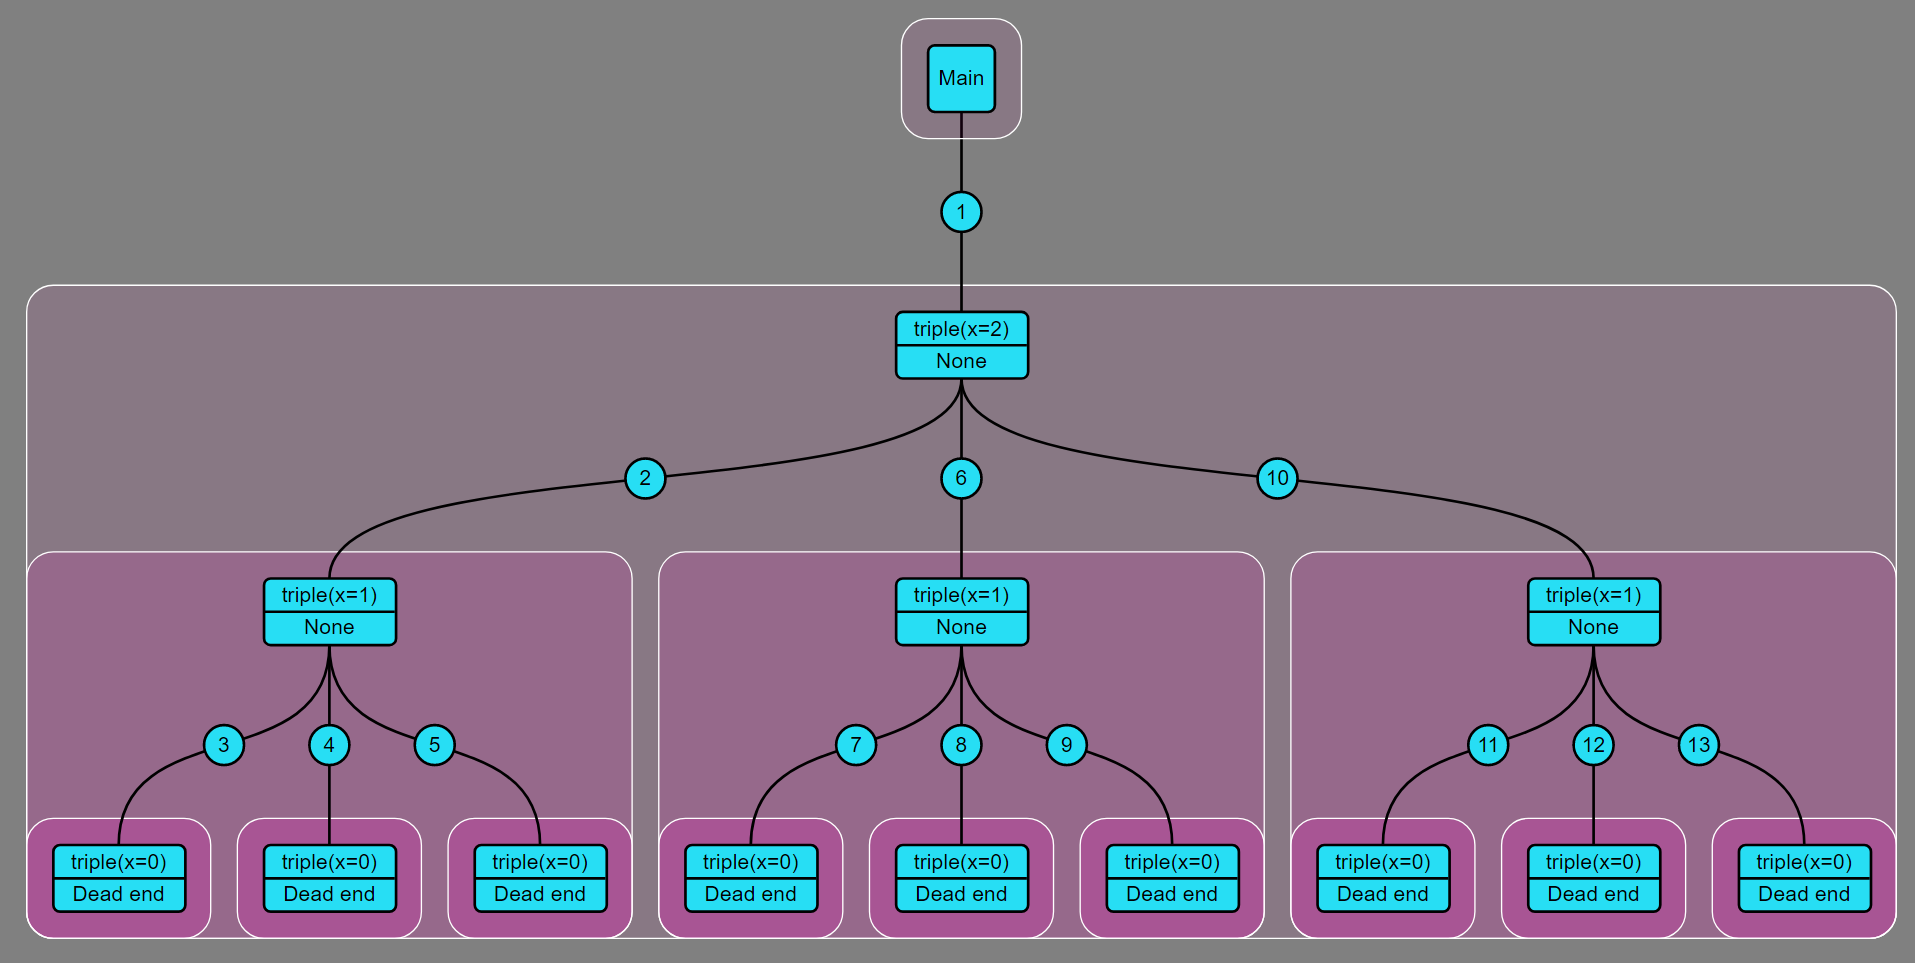 Main
1
triple(x=2)
None
2
6
10
triple(x=1)
None
triple(x=1)
None
triple(x=1)
None
3
4
5
7
8
9
11
12
13
triple(x=0)
Dead end
triple(x=0)
Dead end
triple(x=0)
Dead end
triple(x=0)
Dead end
triple(x=0)
Dead end
triple(x=0)
Dead end
triple(x=0)
Dead end
triple(x=0)
Dead end
triple(x=0)
Dead end